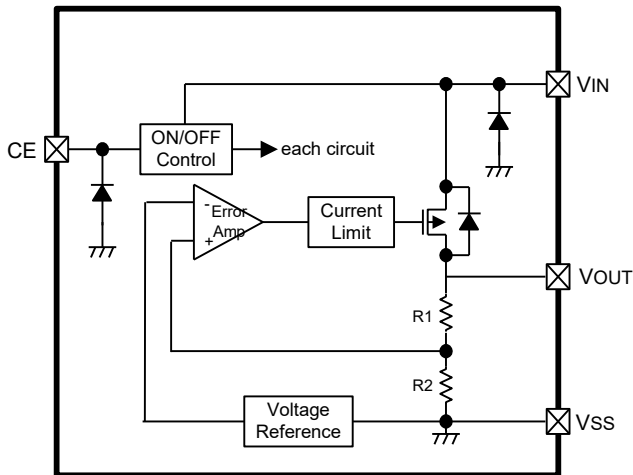 VIN
CE
ON/OFF
Control
each circuit
-
Error
Amp
+
Current
Limit
VOUT
R1
R2
Voltage
Reference
VSS